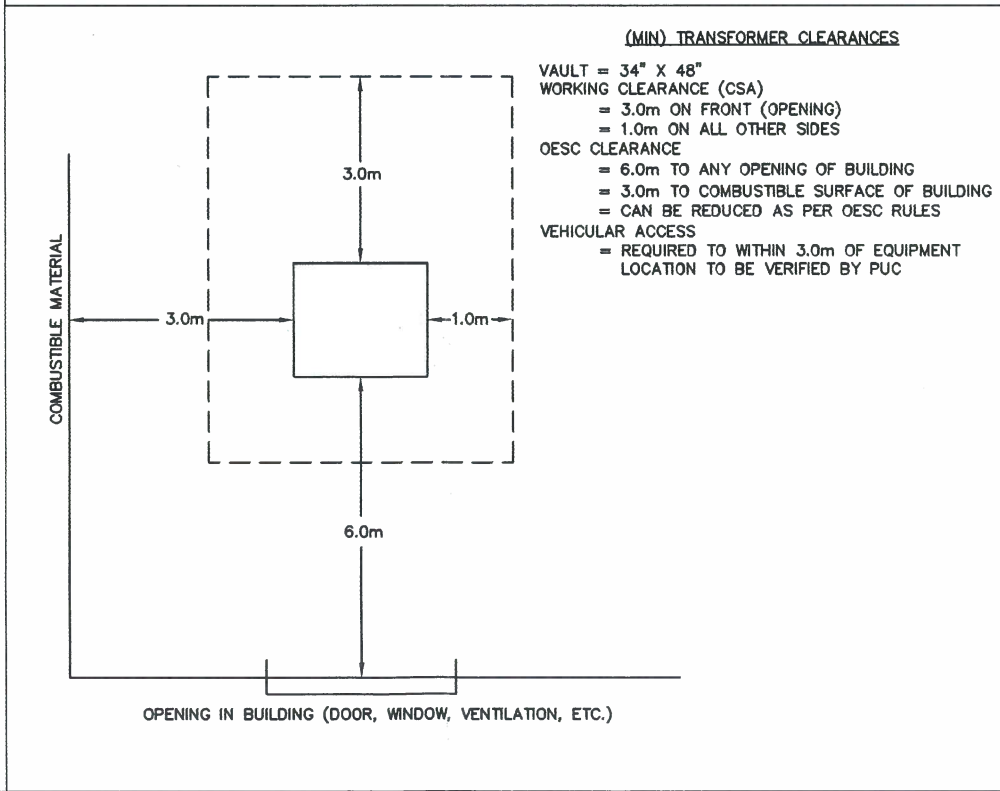 (MIN) TRANSFORMER CLEARANCES
VAULT = 34" X 48"
WORKING CLEARANCE (CSA)
= 3.0m ON FRONT (OPENING)
= 1.0m ON ALL OTHER SIDES
OESC CLEARANCE
= 6.0m TO ANY OPENING OF BUILDING
= 3.0m TO COMBUSTIBLE SURFACE OF BUILDING
= CAN BE REDUCED AS PER OESC RULES
VEHICULAR ACCESS
= REQUIRED TO WITHIN 3.0m OF EQUIPMENT
LOCATION TO BE VERIFIED BY PUC
3.0m
COMBUSTIBLE MATERIAL
3.0m
1.0m
6.0m
OPENING IN BUILDING (DOOR, WINDOW, VENTILATION, ETC.)